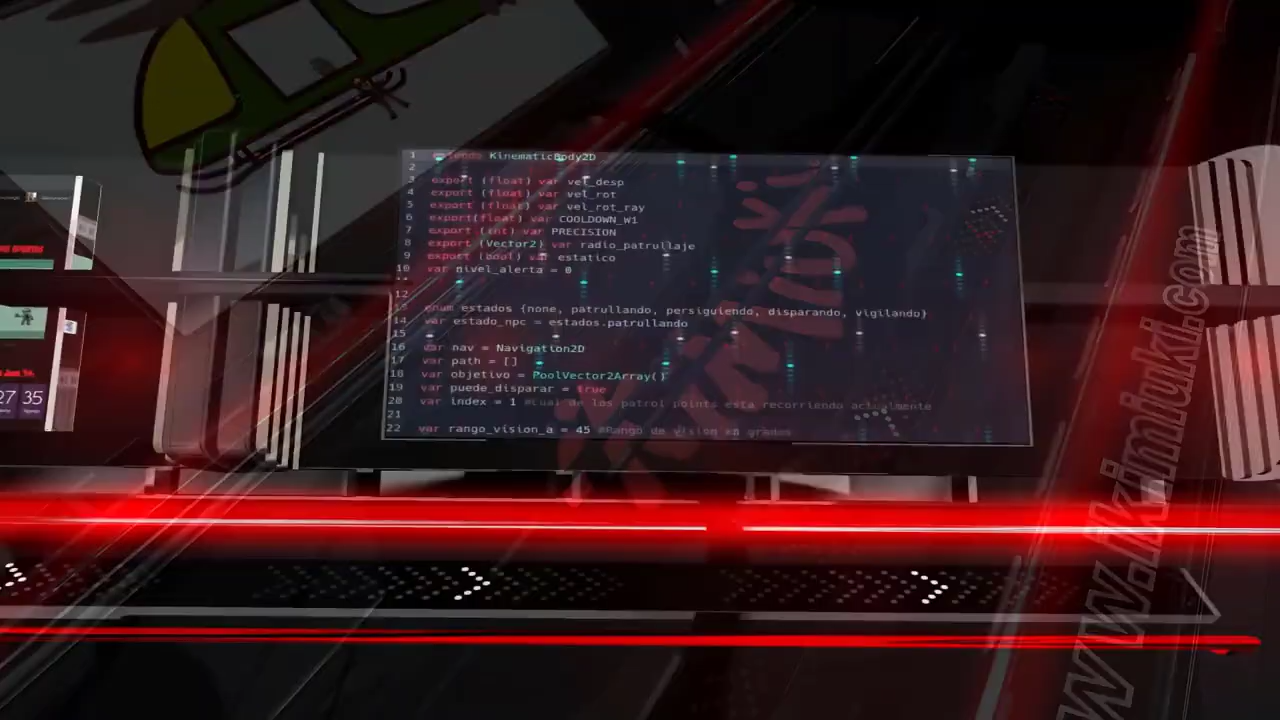 1 extends KinematicBody2D
2
3 export (float) var vel_desp
4 export (float) var vel_rot
5 export (float) var vel_rot_ray
6 export(float) var COOLDOWN_W1
7 export (int) var PRECISION
8 export (Vector2) var radio_patrullaje
9 export (bool) var estatico
10 var nivel_alerta = 0
11
12
13 enum estados {none, patrullando, persiguiendo, disparando, vigilando}
14 var estado_npc = estados.patrullando
15
16 var nav = Navigation2D
17 var path = []
18 var objetivo = PoolVector2Array()
19 var puede_disparar = true
20 var index = 1 #Cual de los patrol points esta recorriendo actualmente
21
22 var rango_vision_a = 45 #Rango de vision en grados
27 35
www.ikimiuki.com